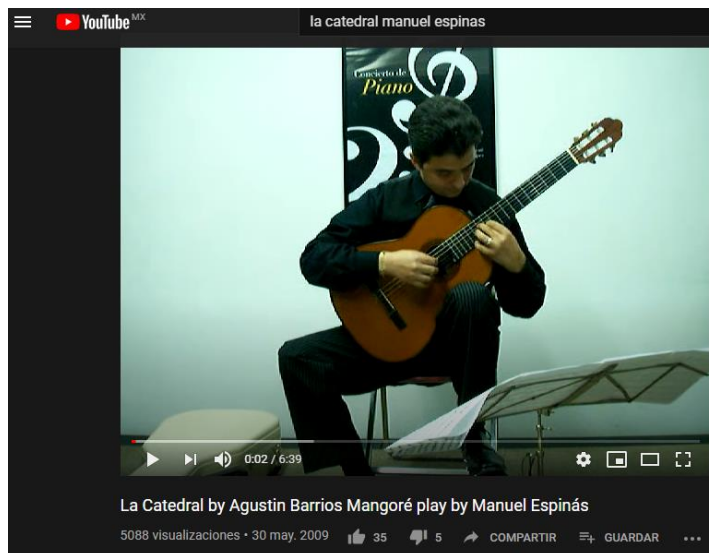 YouTube MX
la catedral manuel espinas
Concierto de
Piano
0:02 / 6:39
La Catedral by Agustin Barrios Mangoré play by Manuel Espinás
5088 visualizaciones • 30 may. 2009 35 5 COMPARTIR GUARDAR